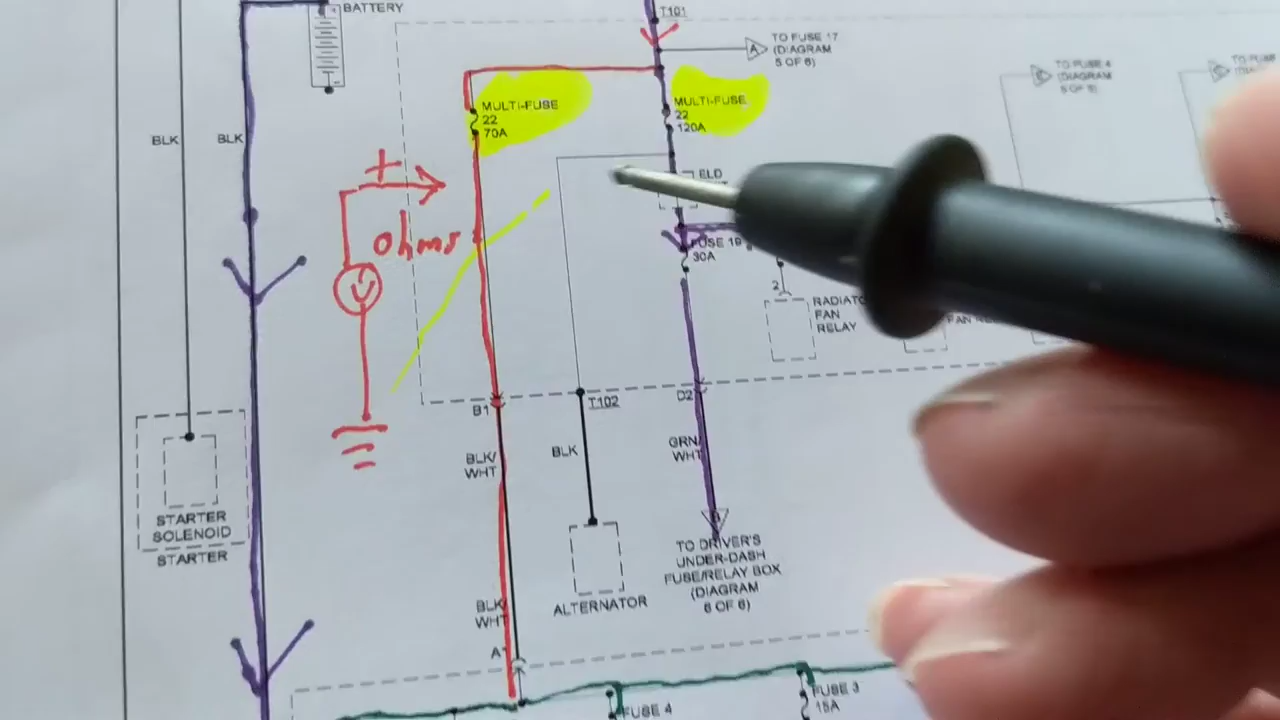 BATTERY
T101
A
TO FUSE 17
(DIAGRAM
5 OF 6)
TO FUSE 4
(DIAGRAM
5 OF 6)
MULTI-FUSE
22
70A
MULTI-FUSE
22
120A
BLK
BLK
ELD
+
ohms
V
FUSE 19
30A
2
RADIATO
FAN
RELAY
FAN RE
B1
T102
D2
BLK/
WHT
BLK
GRN/
WHT
STARTER
SOLENOID
STARTER
TO DRIVER'S
UNDER-DASH
FUSE/RELAY BOX
(DIAGRAM
6 OF 6)
ALTERNATOR
BLK/
WHT
FUSE 4
FUSE 3
15A